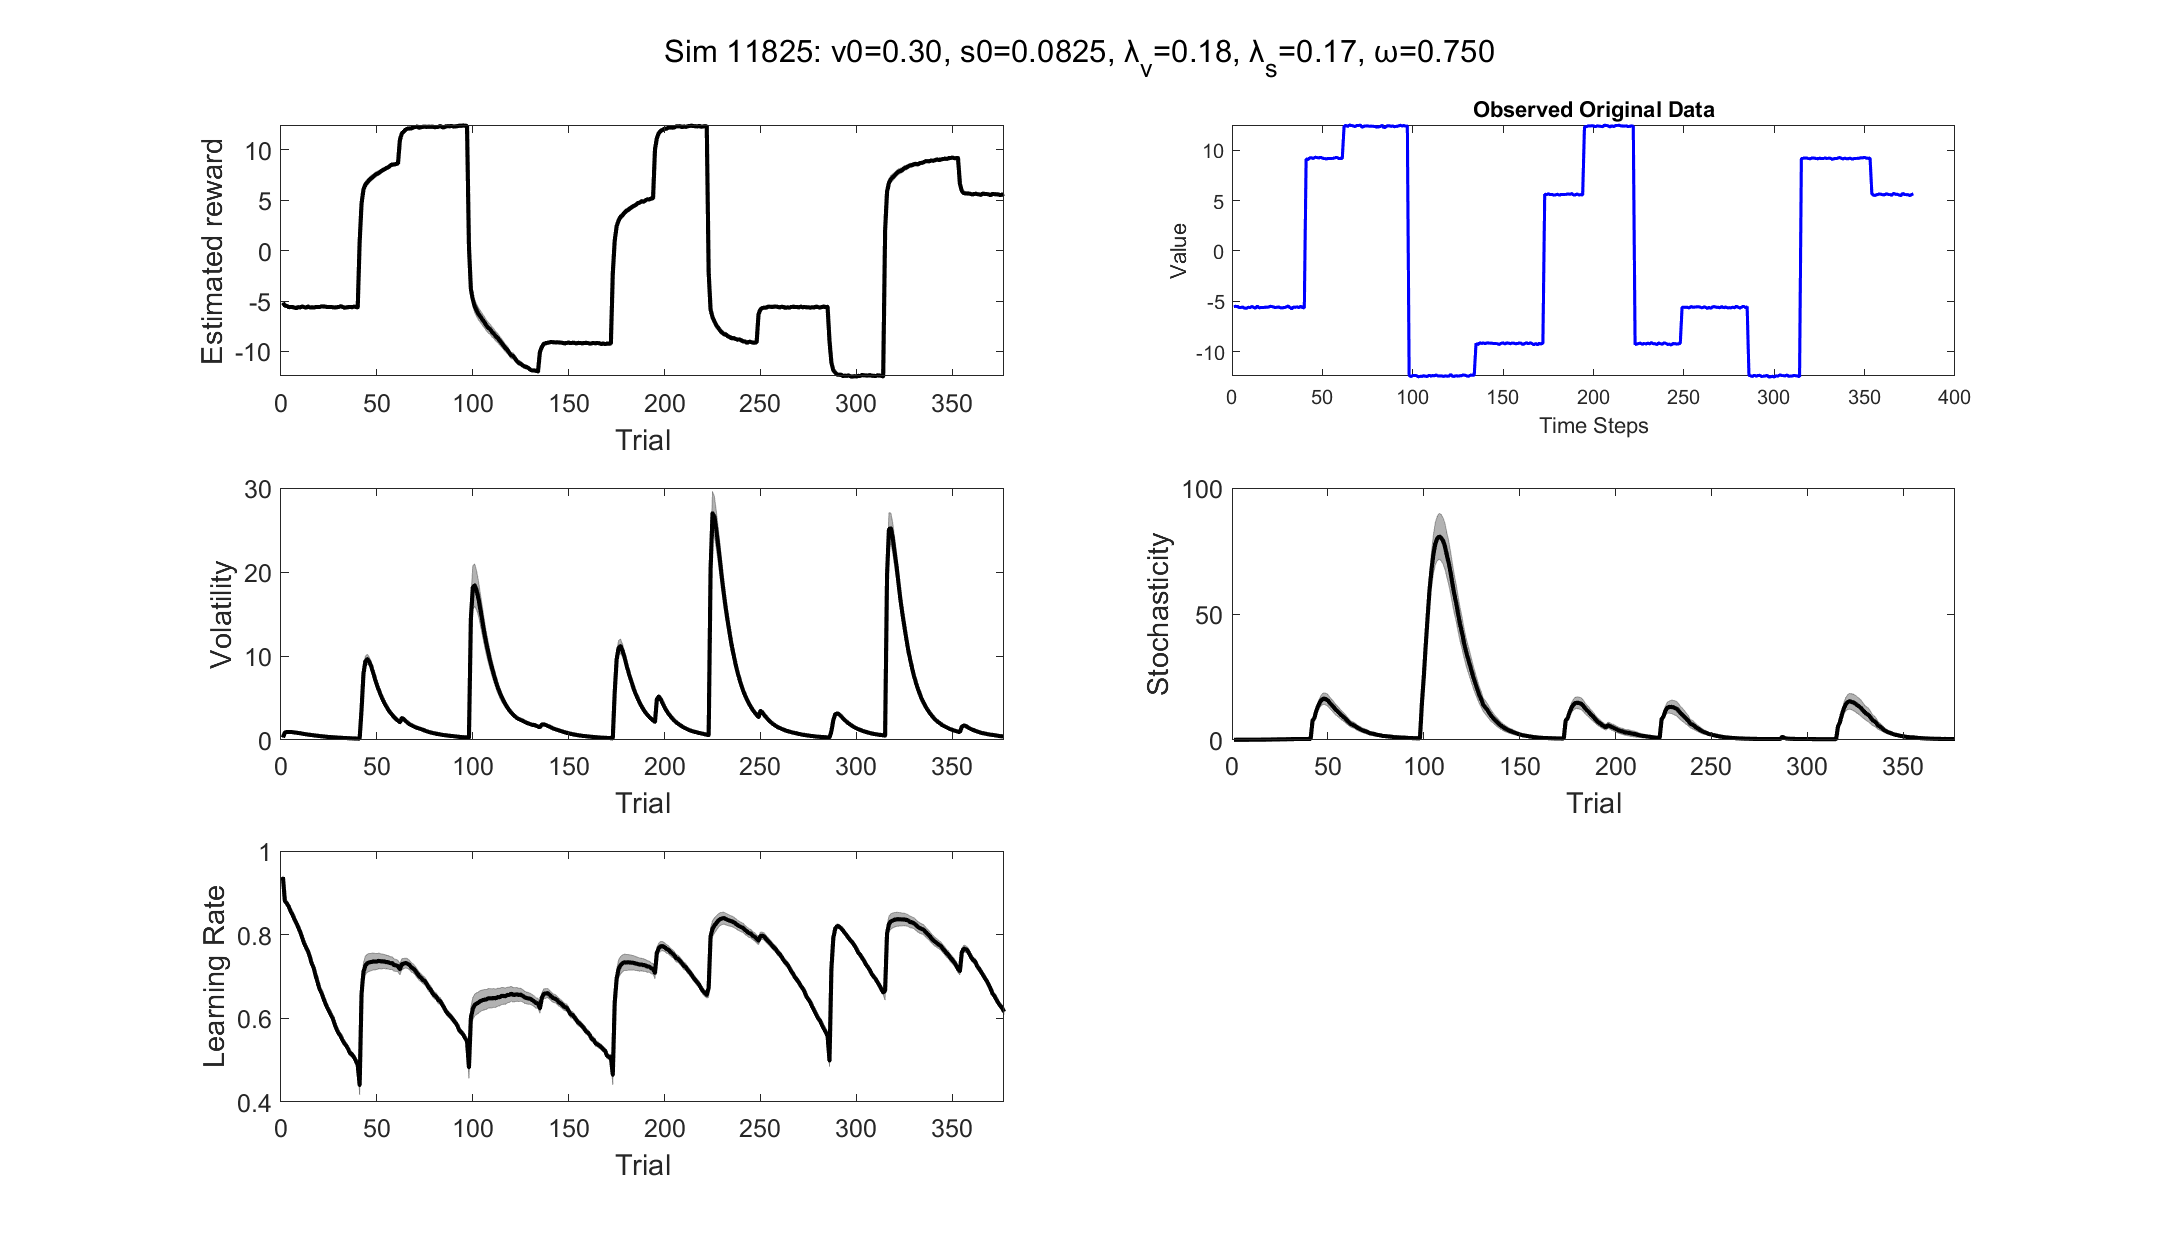 Sim 11825: v0=0.30, s0=0.0825, λ_v=0.18, λ_s=0.17, ω=0.750
Estimated reward
10
5
0
-5
-10
0 50 100 150 200 250 300 350
Trial
Observed Original Data
Value
10
5
0
-5
-10
0 50 100 150 200 250 300 350 400
Time Steps
Volatility
30
20
10
0
0 50 100 150 200 250 300 350
Trial
Stochasticity
100
50
0
0 50 100 150 200 250 300 350
Trial
Learning Rate
1
0.8
0.6
0.4
0 50 100 150 200 250 300 350
Trial